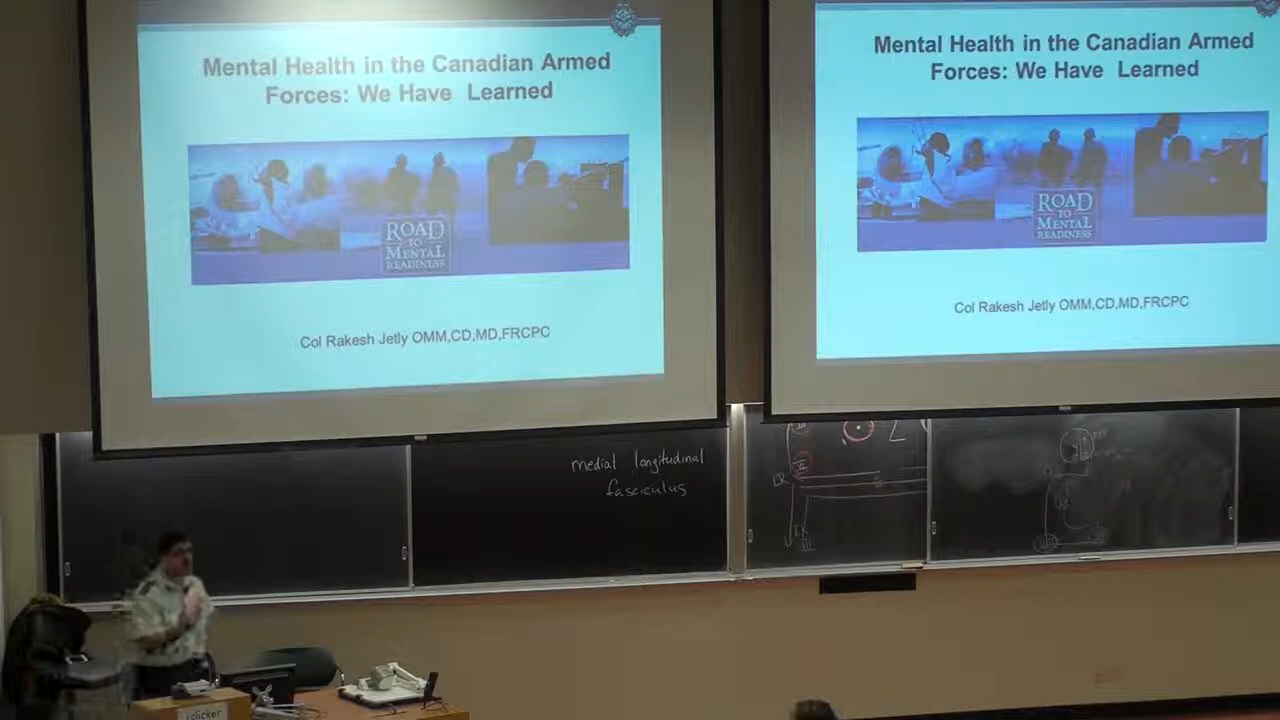 Mental Health in the Canadian Armed
Forces: We Have Learned
ROAD
TO
MENTAL
READINESS
Col Rakesh Jetly OMM,CD,MD,FRCPC
Mental Health in the Canadian Armed
Forces: We Have Learned
ROAD
TO
MENTAL
READINESS
Col Rakesh Jetly OMM,CD,MD,FRCPC
medial longitudinal
fasciculus
iclicker